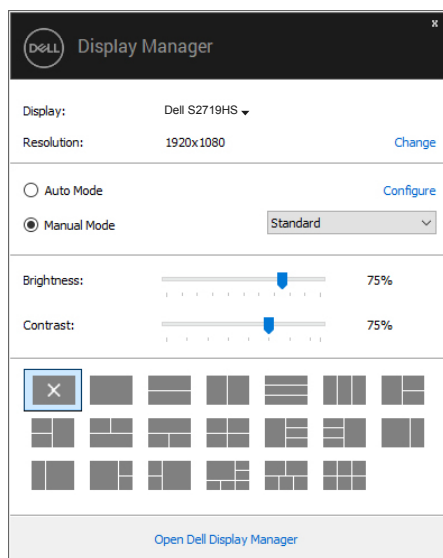 x
DELL Display Manager
Display: Dell S2719HS
Resolution: 1920x1080 Change
Auto Mode Configure
Manual Mode Standard
Brightness: 75%
Contrast: 75%
Open Dell Display Manager